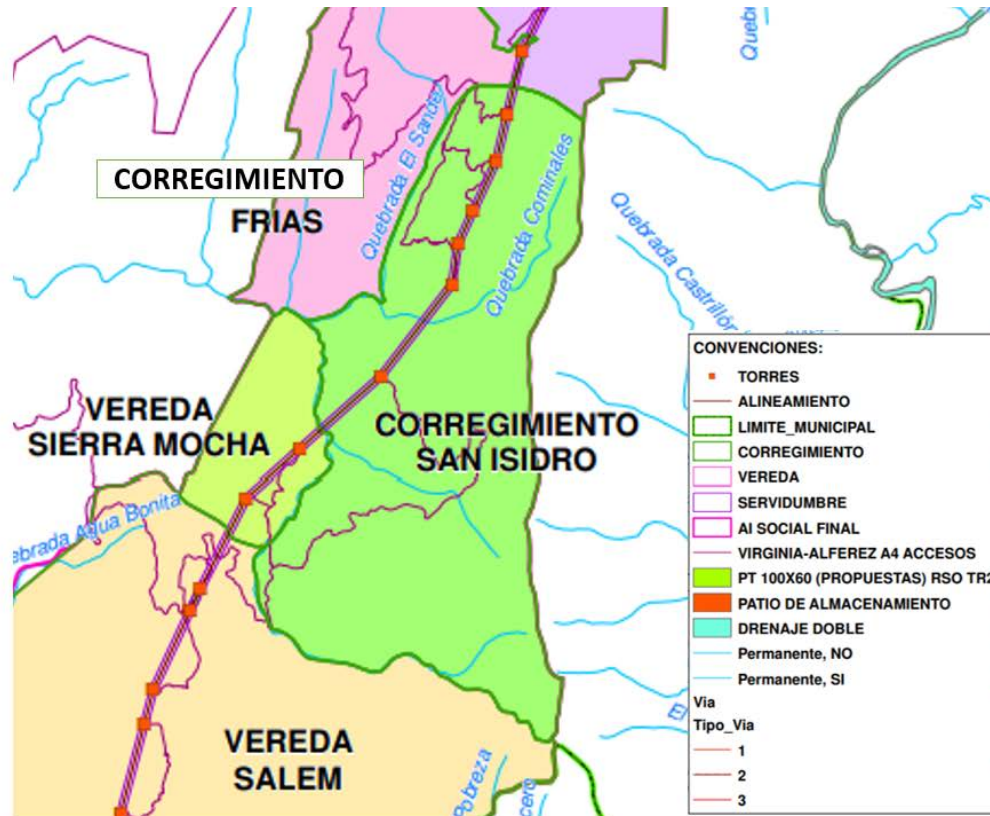 Quebrada
CORREGIMIENTO
FRIAS
Quebrada El Sande
Quebrada Cominales
Quebrada Castrillón
VEREDA
SIERRA MOCHA
CORREGIMIENTO
SAN ISIDRO
Agua Bonita
VEREDA
SALEM
Pobreza
CONVENCIONES:
TORRES
ALINEAMIENTO
LIMITE_MUNICIPAL
CORREGIMIENTO
VEREDA
SERVIDUMBRE
AI SOCIAL FINAL
VIRGINIA-ALFEREZ A4 ACCESOS
PT 100X60 (PROPUESTAS) RSO TR2
PATIO DE ALMACENAMIENTO
DRENAJE DOBLE
Permanente, NO
Permanente, SI
Via
Tipo_Via
1
2
3